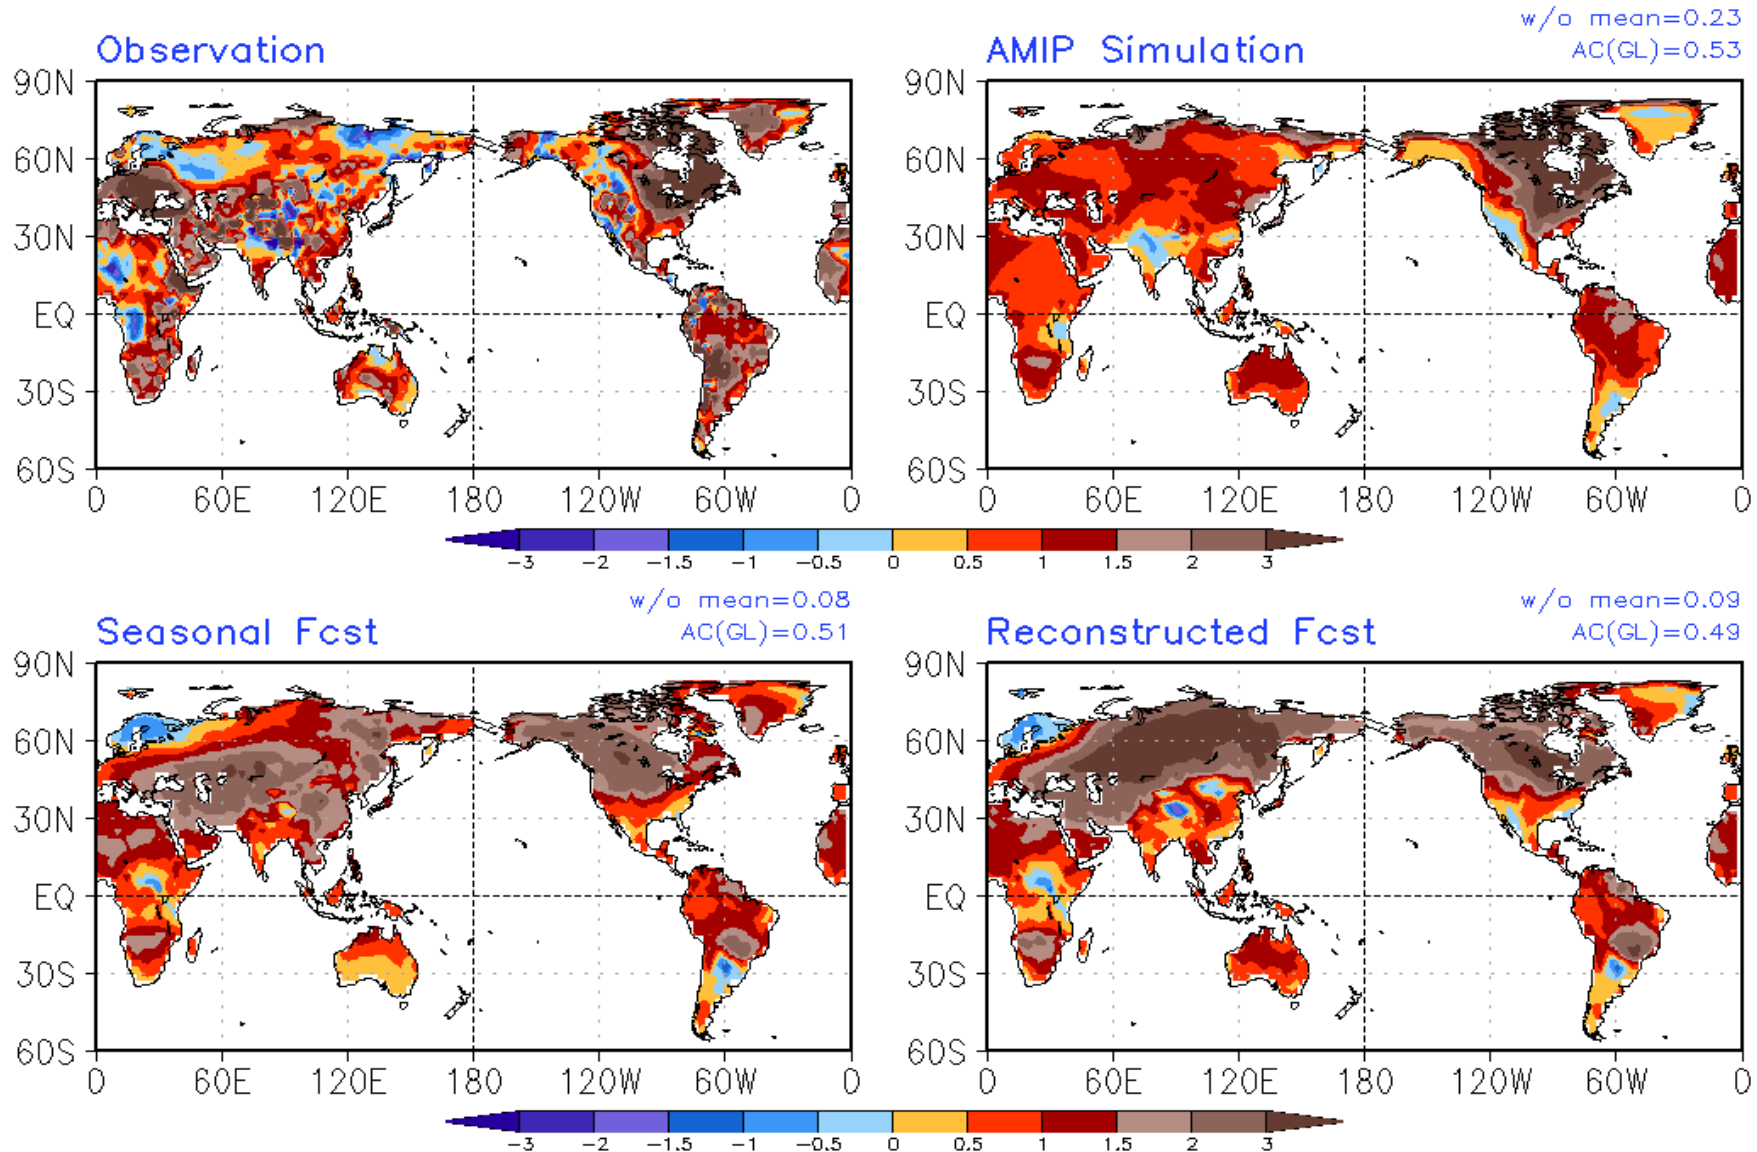 w/o mean=0.23
Observation
AMIP Simulation
AC(GL)=0.53
90N
60N
30N
EQ
30S
60S
0 60E 120E 180 120W 60W 0
90N
60N
30N
EQ
30S
60S
0 60E 120E 180 120W 60W 0
-3 -2 -1.5 -1 -0.5 0 0.5 1 1.5 2 3
w/o mean=0.08
Seasonal Fcst
AC(GL)=0.51
w/o mean=0.09
Reconstructed Fcst
AC(GL)=0.49
90N
60N
30N
EQ
30S
60S
0 60E 120E 180 120W 60W 0
90N
60N
30N
EQ
30S
60S
0 60E 120E 180 120W 60W 0
-3 -2 -1.5 -1 -0.5 0 0.5 1 1.5 2 3